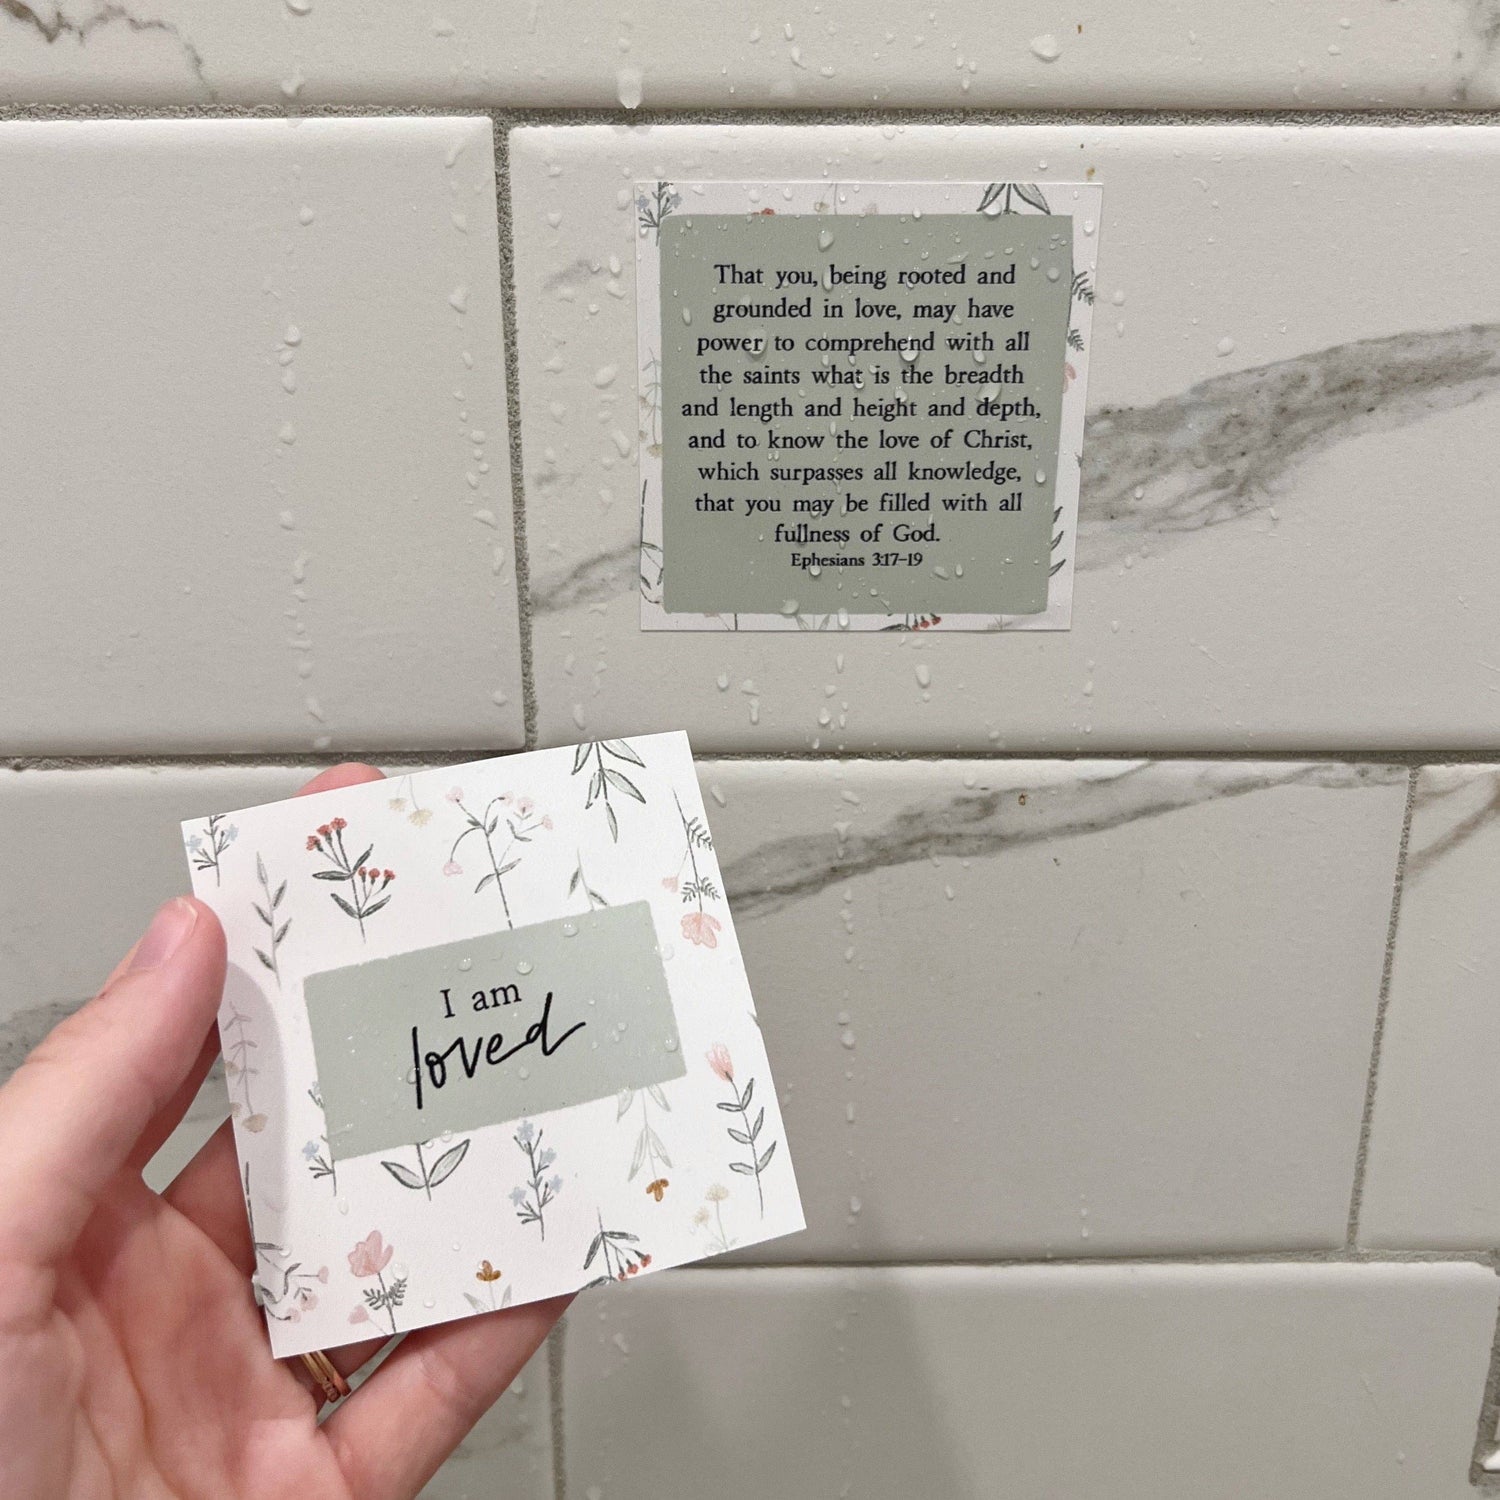 That you, being rooted and
grounded in love, may have
power to comprehend with all
the saints what is the breadth
and length and height and depth,
and to know the love of Christ,
which surpasses all knowledge,
that you may be filled with all
fullness of God.
Ephesians 3:17–19
I am
loved